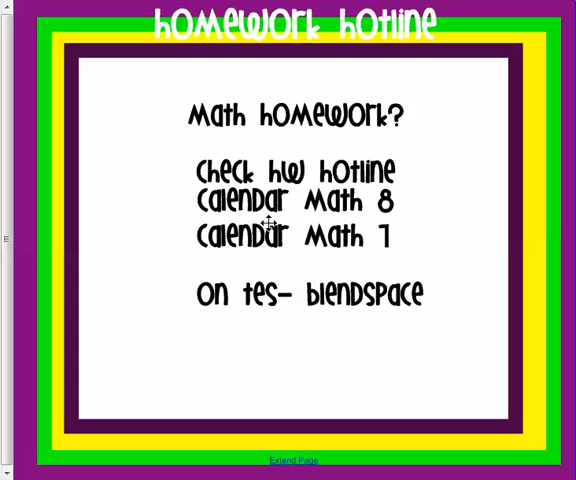 Homework Hotline
Math Homework?
Check HW Hotline
Calendar Math 8
Calendar Math 7
On tes- Blendspace
Extend Page